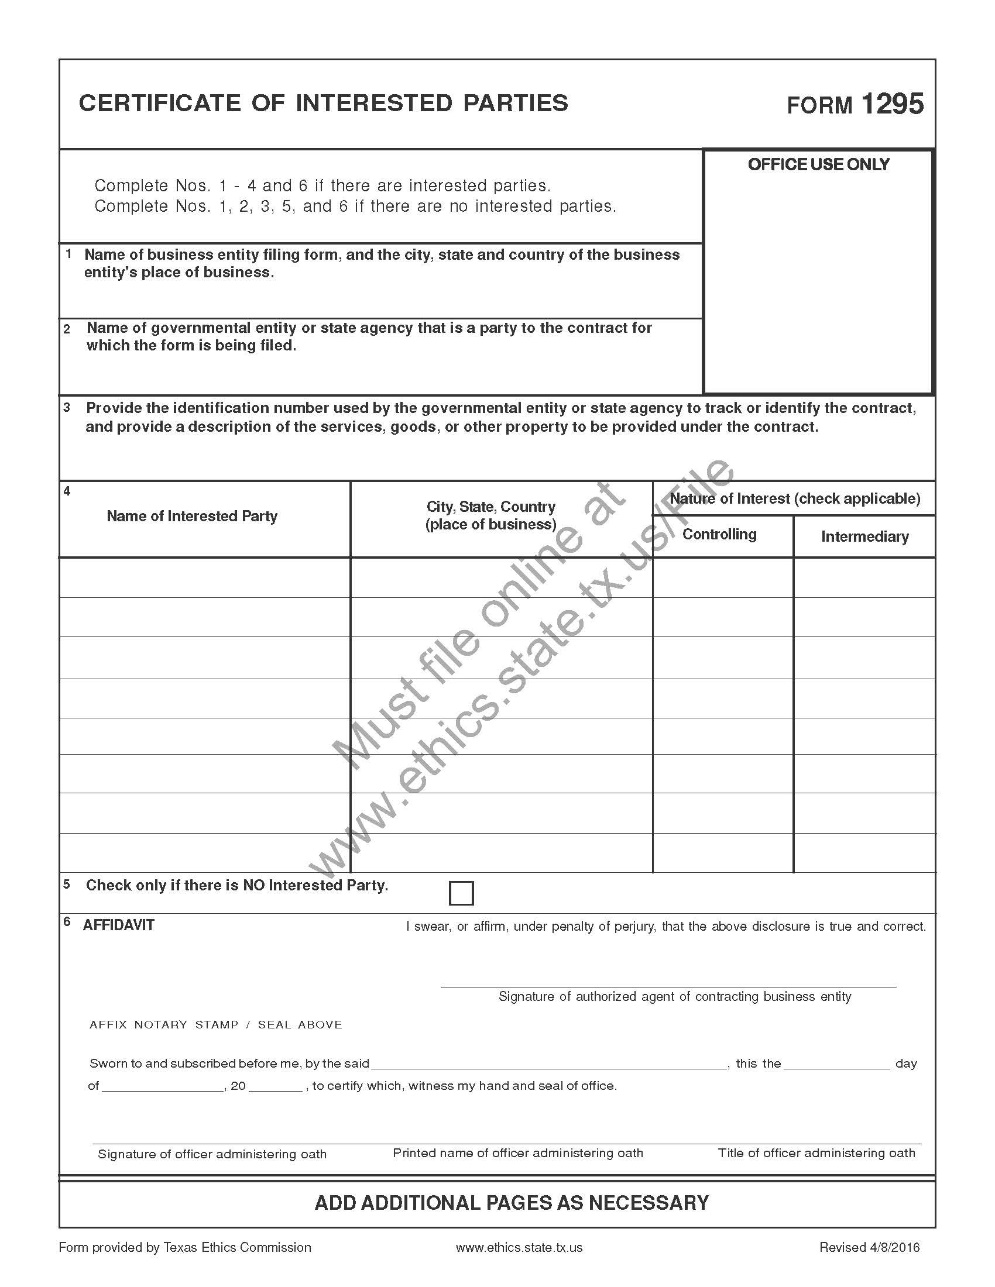 CERTIFICATE OF INTERESTED PARTIES
FORM 1295
OFFICE USE ONLY
Complete Nos. 1 - 4 and 6 if there are interested parties.
Complete Nos. 1, 2, 3, 5, and 6 if there are no interested parties.
1 Name of business entity filing form, and the city, state and country of the business
entity's place of business.
2 Name of governmental entity or state agency that is a party to the contract for
which the form is being filed.
3 Provide the identification number used by the governmental entity or state agency to track or identify the contract,
and provide a description of the services, goods, or other property to be provided under the contract.
4
Name of Interested Party
City, State, Country
(place of business)
Nature of Interest (check applicable)
Controlling
Intermediary
Must file online at
www.ethics.state.tx.us/File
5 Check only if there is NO Interested Party.
6 AFFIDAVIT
I swear, or affirm, under penalty of perjury, that the above disclosure is true and correct.
Signature of authorized agent of contracting business entity
AFFIX NOTARY STAMP / SEAL ABOVE
Sworn to and subscribed before me, by the said ______, this the ______ day
of ______, 20 ______, to certify which, witness my hand and seal of office.
Signature of officer administering oath
Printed name of officer administering oath
Title of officer administering oath
ADD ADDITIONAL PAGES AS NECESSARY
Form provided by Texas Ethics Commission
www.ethics.state.tx.us
Revised 4/8/2016